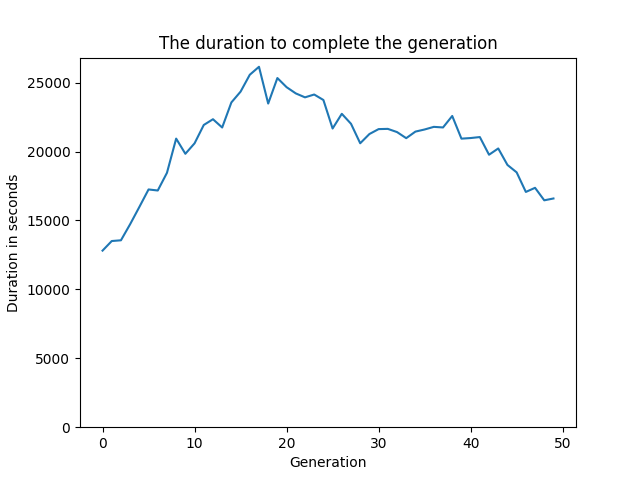 The duration to complete the generation
25000
20000
15000
10000
5000
0
Duration in seconds
0 10 20 30 40 50
Generation